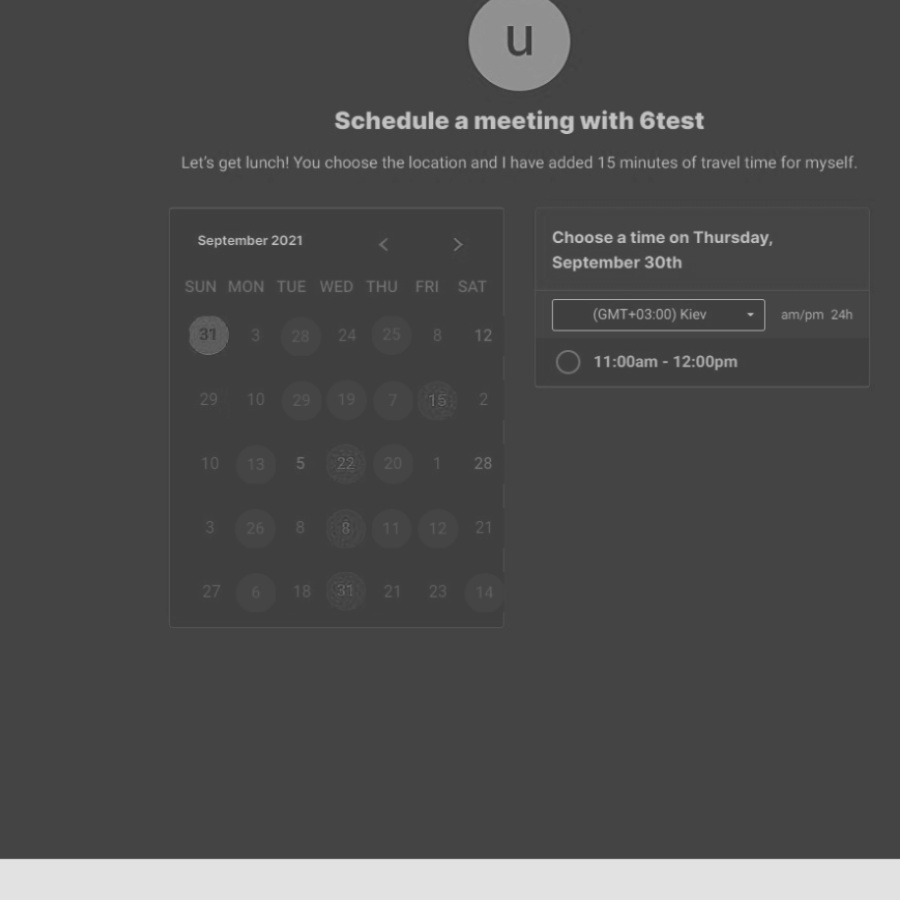 u
Schedule a meeting with 6test
Let's get lunch! You choose the location and I have added 15 minutes of travel time for myself.
September 2021
SUN MON TUE WED THU FRI SAT
31 3 28 24 25 8 12
29 10 29 19 7 15 2
10 13 5 22 20 1 28
3 26 8 8 11 12 21
27 6 18 31 21 23 14
Choose a time on Thursday,
September 30th
(GMT+03:00) Kiev am/pm 24h
11:00am - 12:00pm